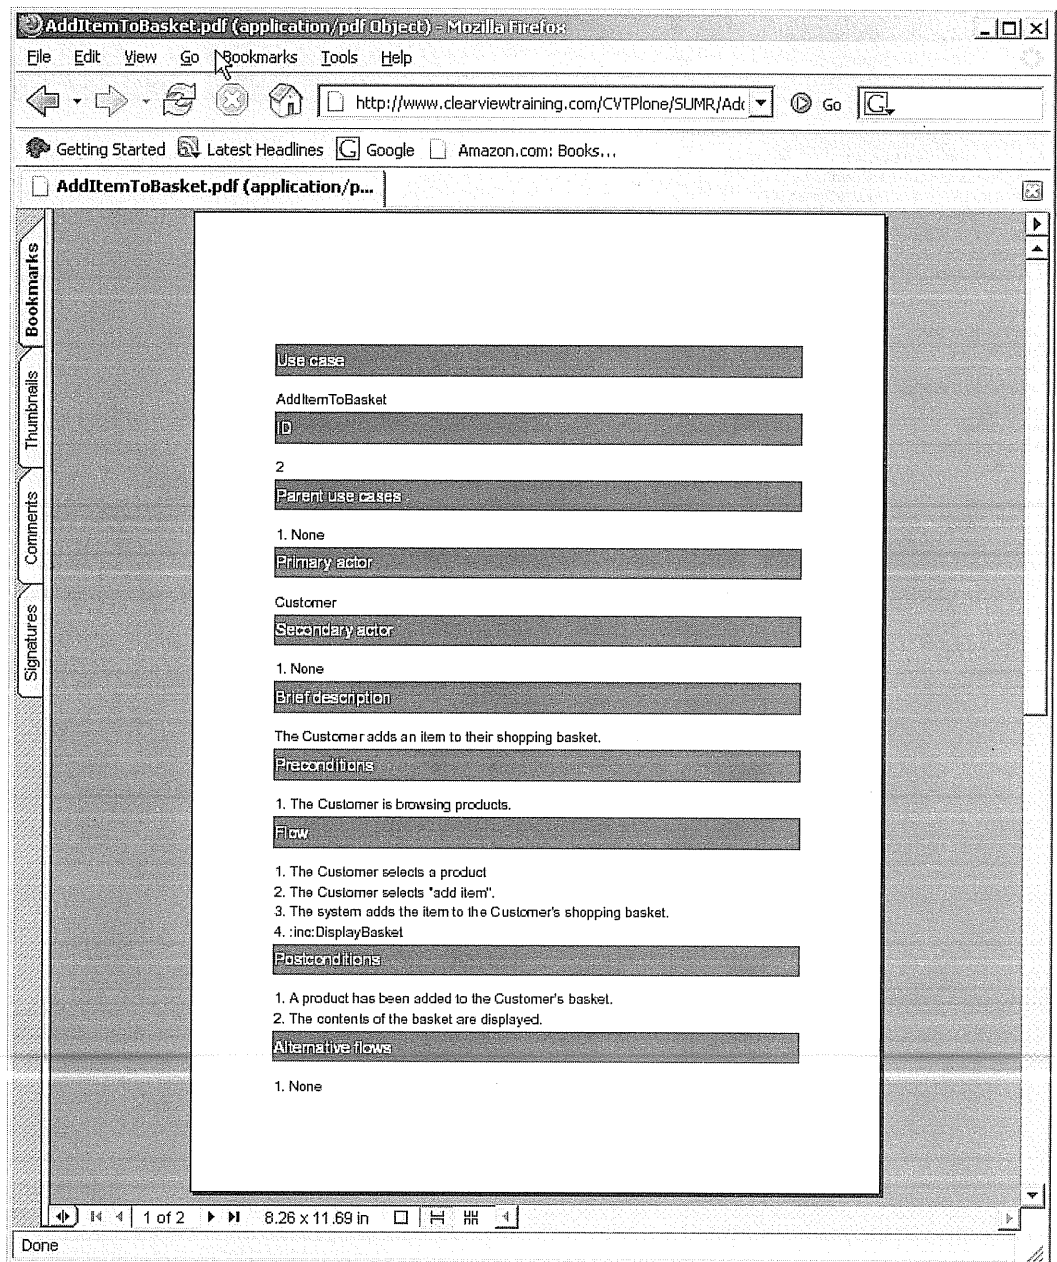 AddItemToBasket.pdf (application/pdf Object) - Mozilla Firefox
File Edit View Go Bookmarks Tools Help
http://www.clearviewtraining.com/CVTPlone/SUMR/Add Go G
Getting Started Latest Headlines G Google Amazon.com: Books...
AddItemToBasket.pdf (application/p...
Bookmarks
Thumbnails
Comments
Signatures
Use case
AddItemToBasket
ID
2
Parent use cases
1. None
Primary actor
Customer
Secondary actor
1. None
Brief description
The Customer adds an item to their shopping basket.
Preconditions
1. The Customer is browsing products.
Flow
1. The Customer selects a product
2. The Customer selects "add item".
3. The system adds the item to the Customer's shopping basket.
4. :inc:DisplayBasket
Postconditions
1. A product has been added to the Customer's basket.
2. The contents of the basket are displayed.
Alternative flows
1. None
1 of 2 8.26 x 11.69 in
Done